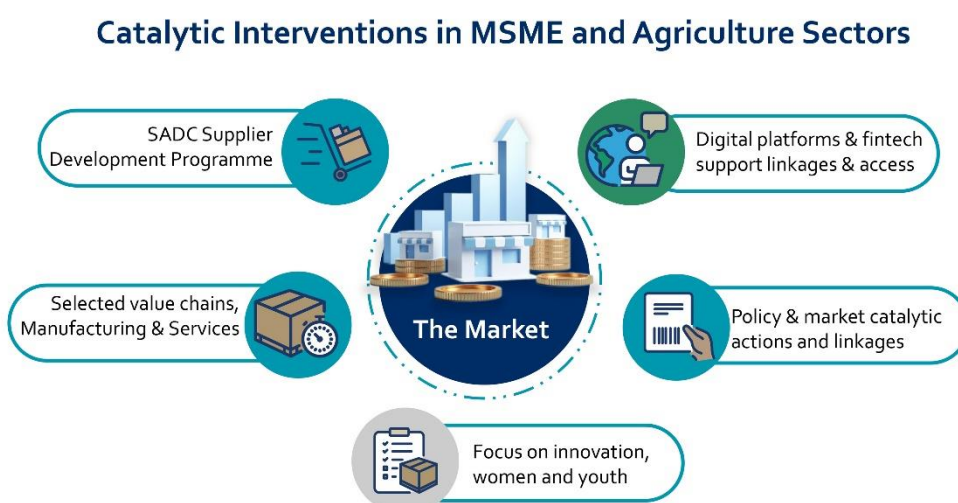 Catalytic Interventions in MSME and Agriculture Sectors
SADC Supplier
Development Programme
Digital platforms & fintech
support linkages & access
Selected value chains,
Manufacturing & Services
The Market
Policy & market catalytic
actions and linkages
Focus on innovation,
women and youth